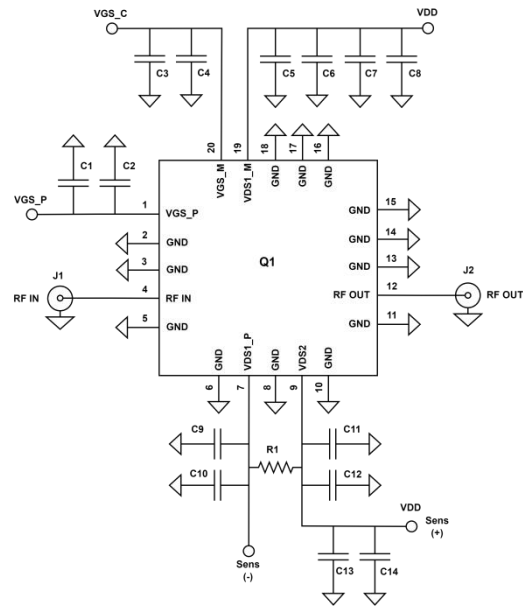 VGS_C
VDD
C3
C4
C5
C6
C7
C8
20
19
18
17
16
VGS_M
VDS1_M
GND
GND
GND
C1
C2
VGS_P
1
VGS_P
2
GND
3
GND
J1
RF IN
4
RF IN
5
GND
Q1
GND
15
GND
14
GND
13
RF OUT
12
J2
RF OUT
GND
11
GND
VDS1_P
GND
VDS2
GND
6
7
8
9
10
C9
C10
R1
C11
C12
VDD
Sens
(+)
Sens
(-)
C13
C14